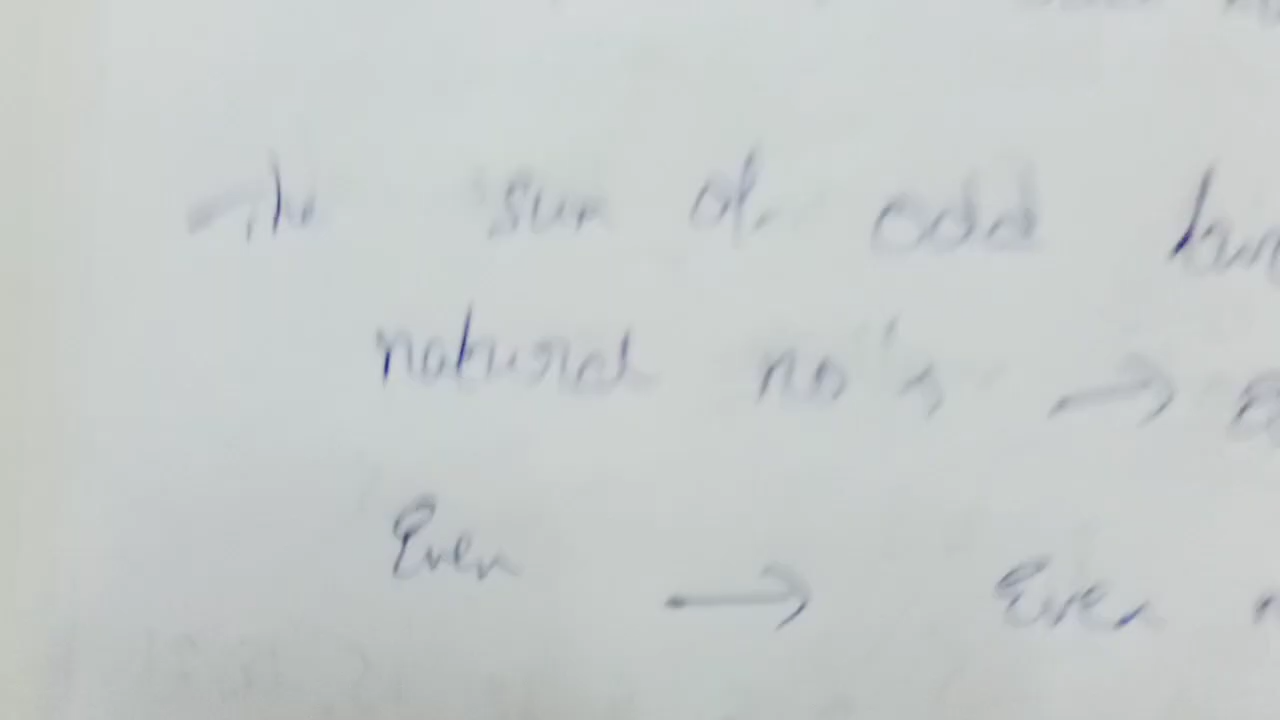 The sum of odd
natural no's →
Even → Even